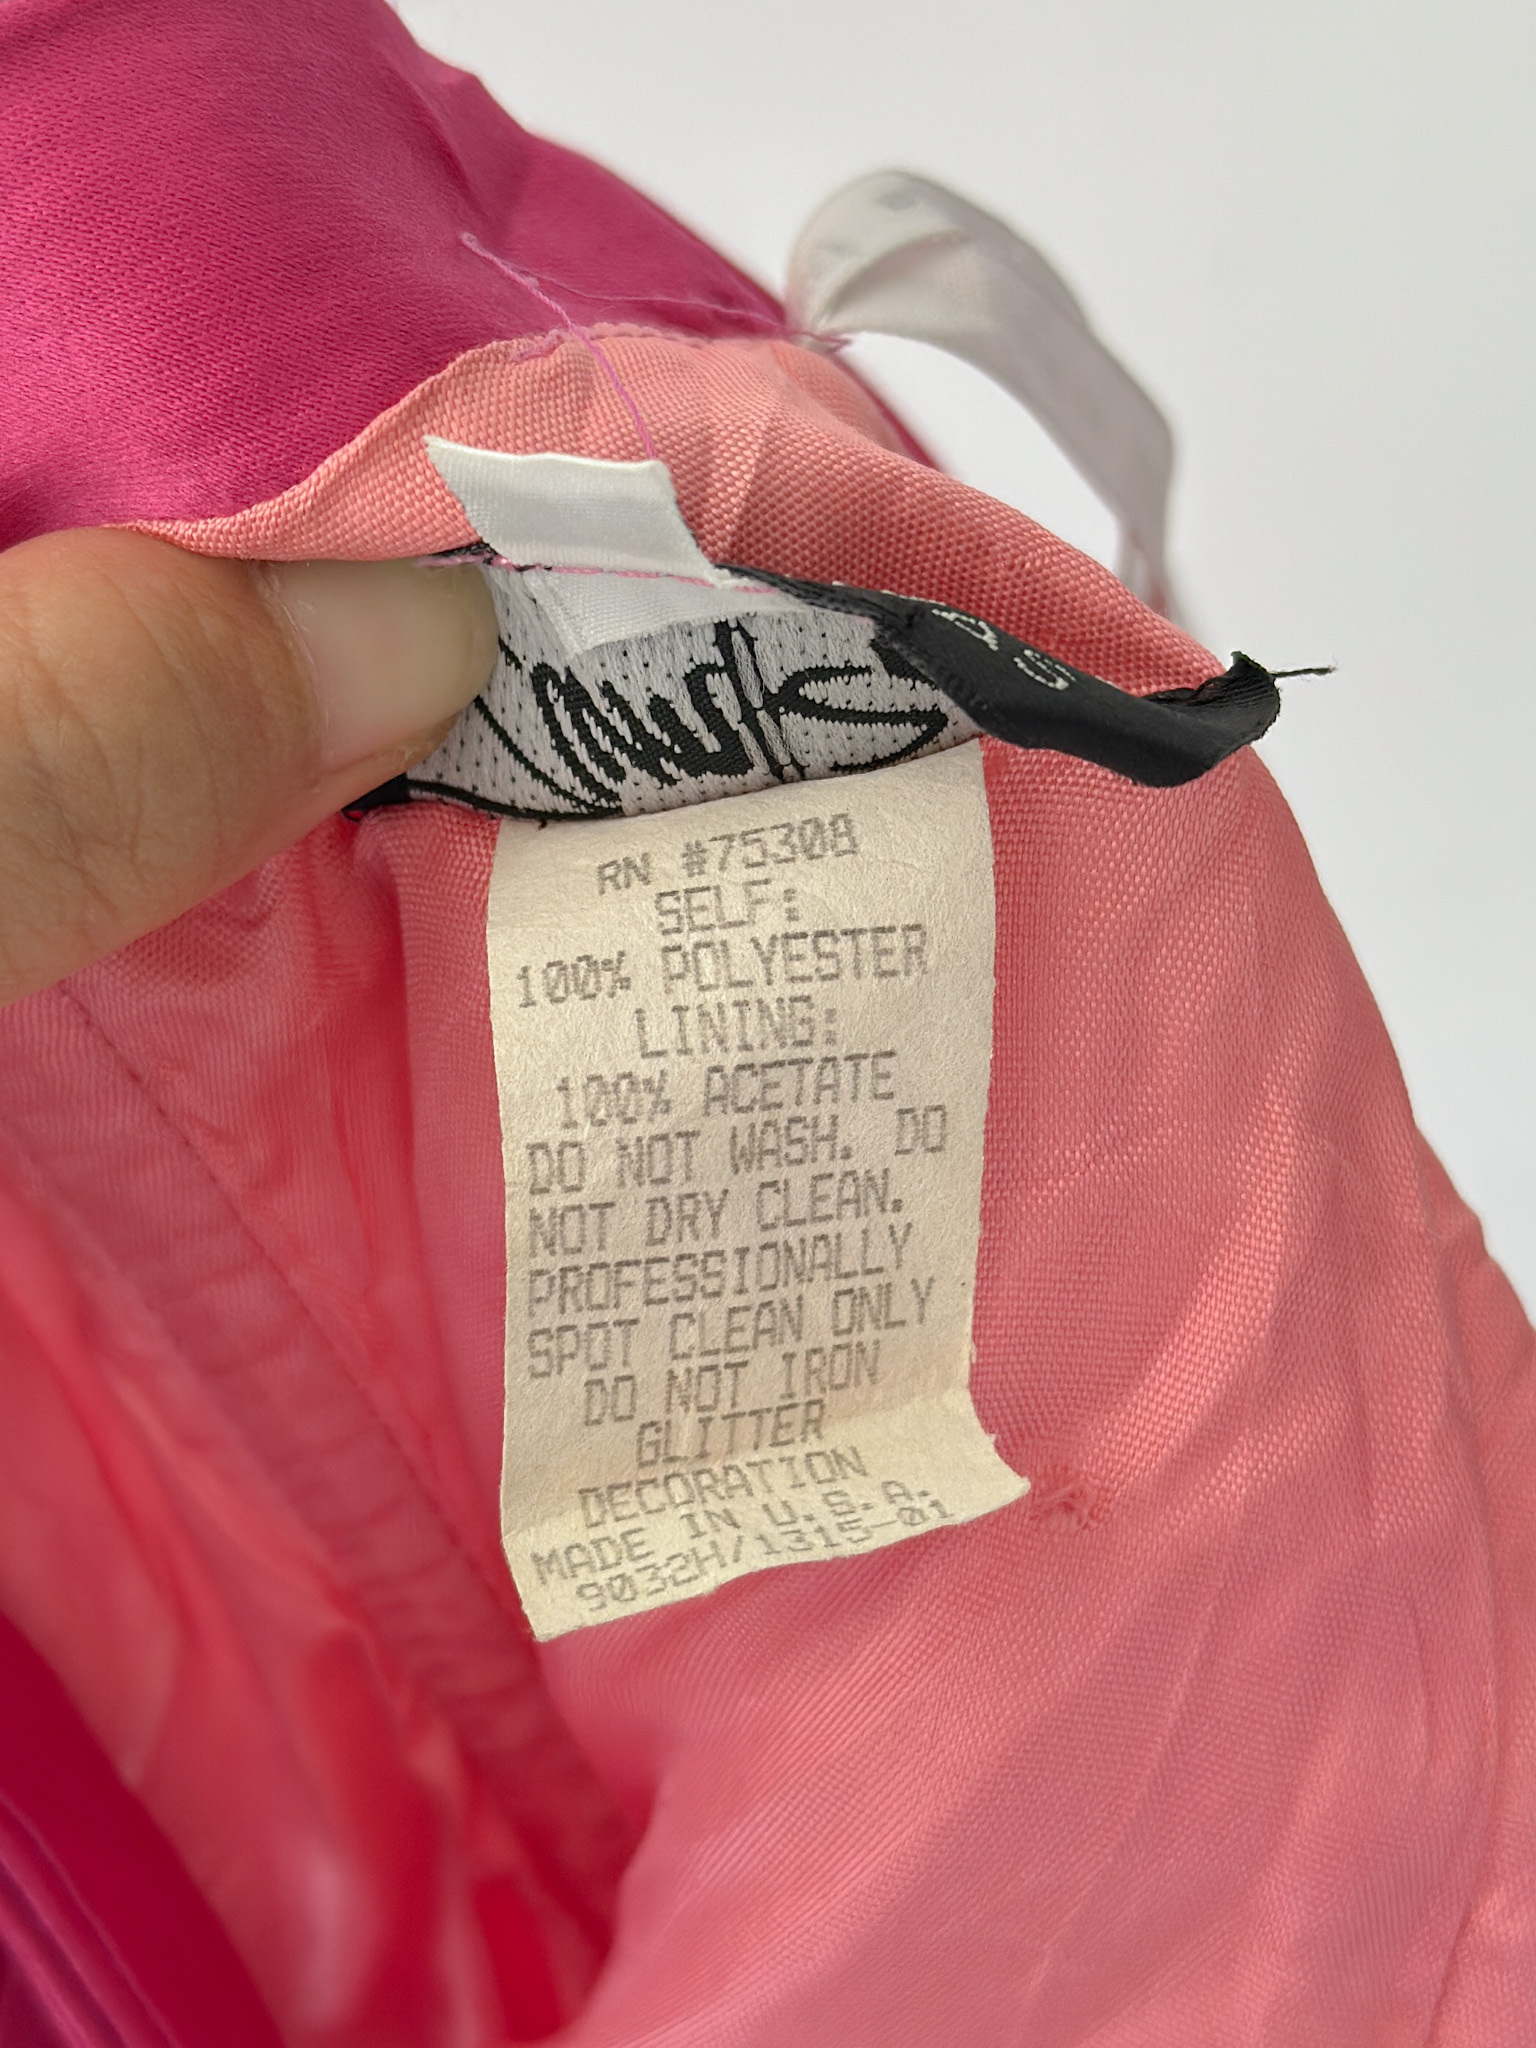 RN #75308
SELF:
100% POLYESTER
LINING:
100% ACETATE
DO NOT WASH. DO
NOT DRY CLEAN.
PROFESSIONALLY
SPOT CLEAN ONLY
DO NOT IRON
GLITTER
DECORATION
MADE IN U.S.A.
9032H/1315-01